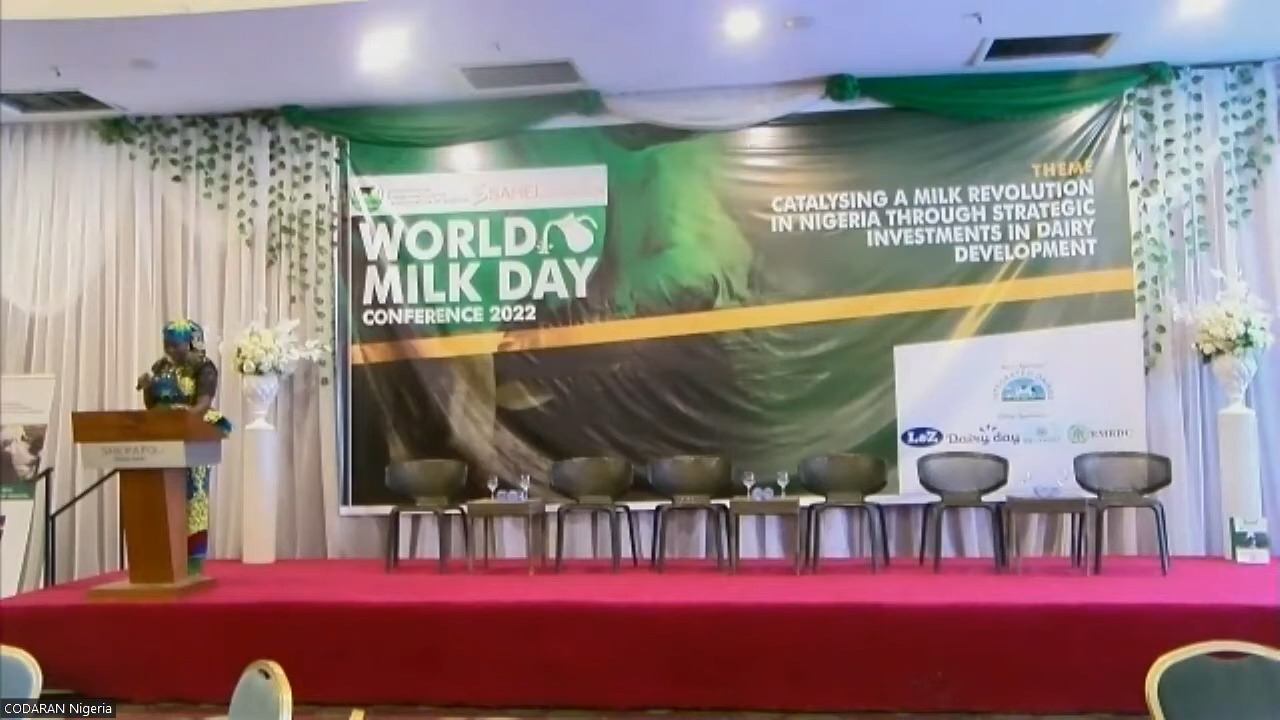 SAHEL
WORLD
MILK DAY
CONFERENCE 2022
THEME
CATALYSING A MILK REVOLUTION
IN NIGERIA THROUGH STRATEGIC
INVESTMENTS IN DAIRY
DEVELOPMENT
L&Z Dairy day
CODARAN Nigeria